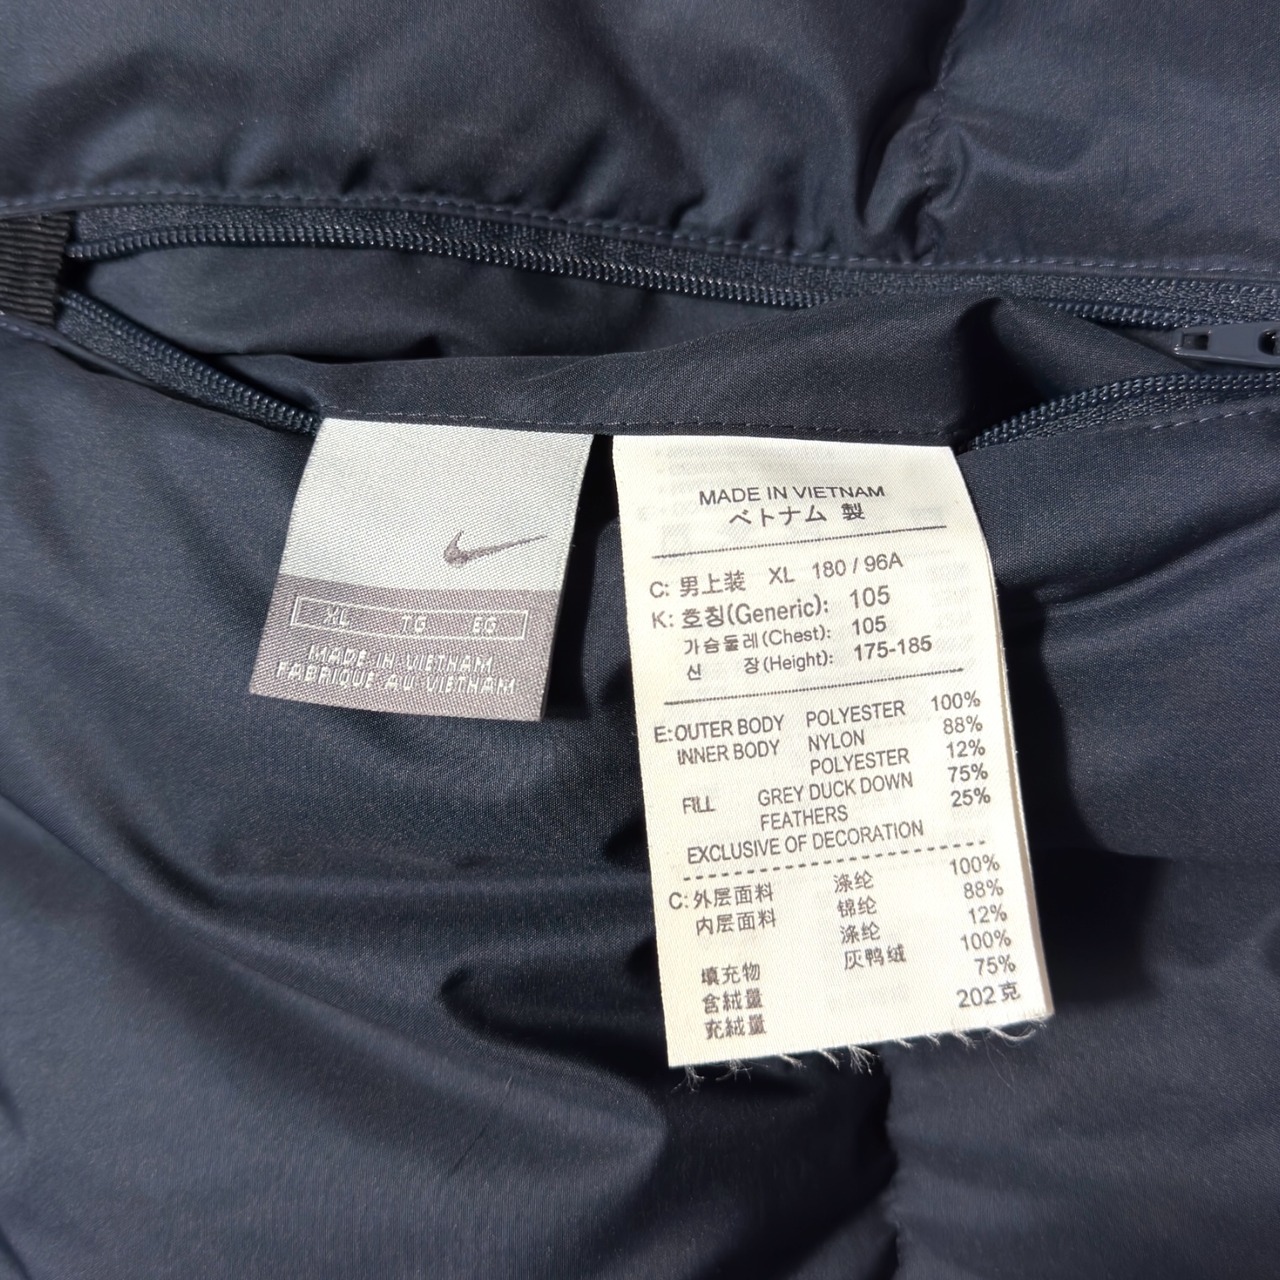 XL TG EG
MADE IN VIETNAM
FABRIQUE AU VIETNAM
MADE IN VIETNAM
ベトナム 製
C: 男上装 XL 180 / 96A
K: 호칭(Generic): 105
가슴둘레(Chest): 105
신 장(Height): 175-185
E: OUTER BODY POLYESTER 100%
INNER BODY NYLON 88%
POLYESTER 12%
FILL GREY DUCK DOWN 75%
FEATHERS 25%
EXCLUSIVE OF DECORATION
C: 外层面料 涤纶 100%
内层面料 锦纶 88%
涤纶 12%
填充物 灰鸭绒 100%
含絨量 75%
充絨量 202克